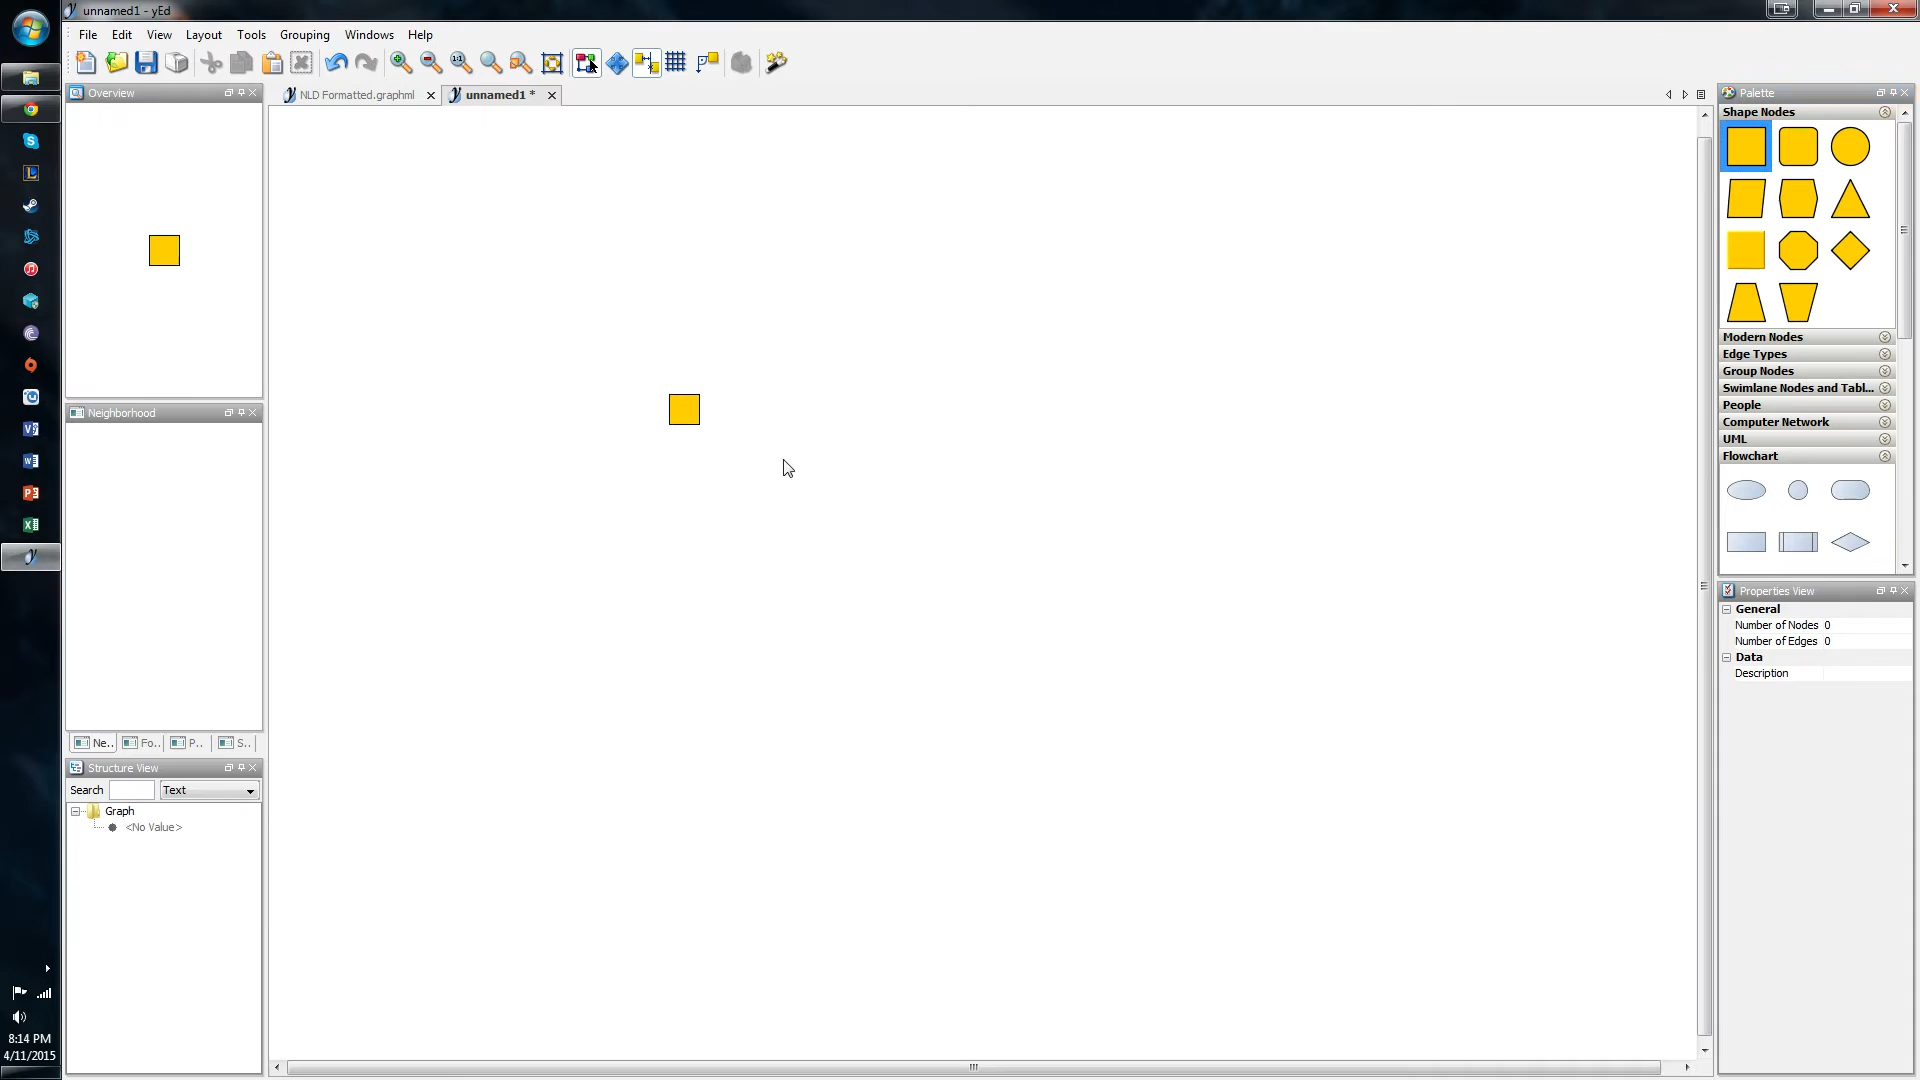 unnamed1 - yEd
File Edit View Layout Tools Grouping Windows Help
Overview
NLD Formatted.graphml
unnamed1 *
Palette
Shape Nodes
Modern Nodes
Edge Types
Group Nodes
Swimlane Nodes and Tabl...
People
Computer Network
UML
Flowchart
Neighborhood
Ne.. Fo.. P.. S..
Structure View
Search Text
Graph
<No Value>
Properties View
General
Number of Nodes 0
Number of Edges 0
Data
Description
8:14 PM
4/11/2015